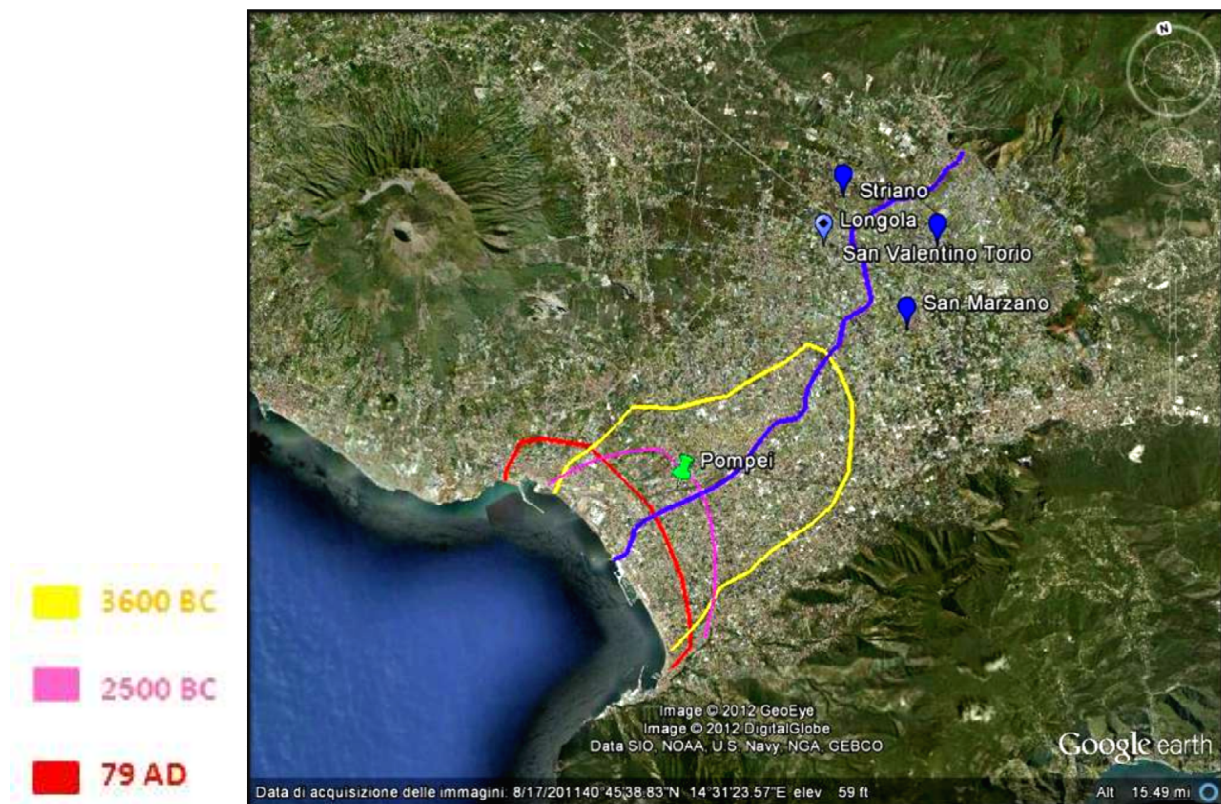 N
Striano
Longola
San Valentino Torio
San Marzano
Pompei
3600 BC
2500 BC
79 AD
Image © 2012 GeoEye
Image © 2012 DigitalGlobe
Data SIO, NOAA, U.S. Navy, NGA, GEBCO
Google earth
Data di acquisizione delle immagini: 8/17/2011 40°45'38.83"N 14°31'23.57"E elev 59 ft Alt 15.49 mi